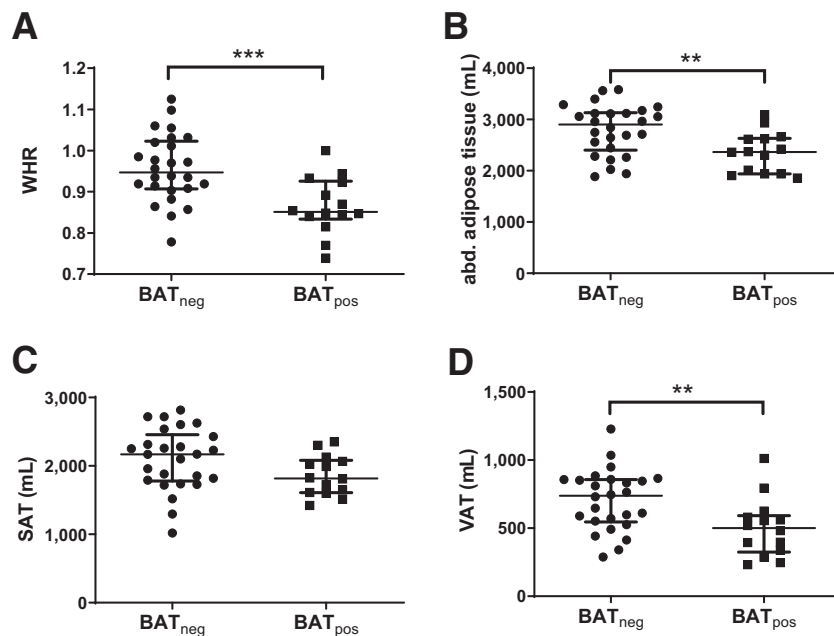 A
***
1.2
1.1
1.0
0.9
0.8
0.7
WHR
BATneg
BATpos
B
**
4,000
3,000
2,000
1,000
0
abd. adipose tissue (mL)
BATneg
BATpos
C
3,000
2,000
1,000
0
SAT (mL)
BATneg
BATpos
D
**
1,500
1,000
500
0
VAT (mL)
BATneg
BATpos